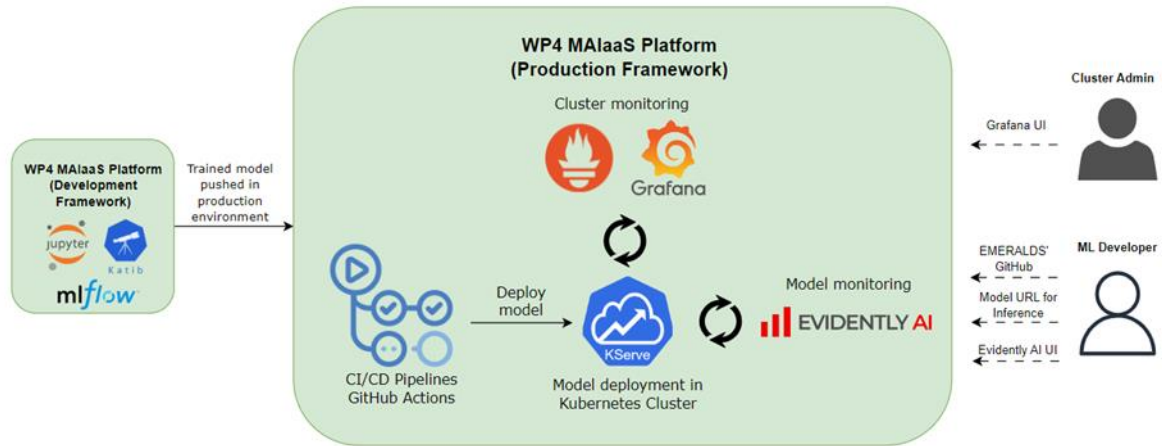 WP4 MAIaaS Platform
(Development
Framework)
jupyter
Katib
mlflow
Trained model
pushed in
production
environment
WP4 MAIaaS Platform
(Production Framework)
Cluster monitoring
Grafana
CI/CD Pipelines
GitHub Actions
Deploy
model
KServe
Model deployment in
Kubernetes Cluster
Model monitoring
EVIDENTLY AI
Cluster Admin
Grafana UI
ML Developer
EMERALDS'
GitHub
Model URL for
Inference
Evidently AI UI